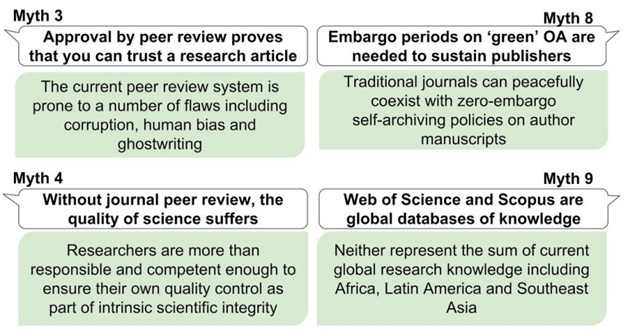 Myth 3
Approval by peer review proves
that you can trust a research article
The current peer review system is
prone to a number of flaws including
corruption, human bias and
ghostwriting
Myth 8
Embargo periods on ‘green’ OA are
needed to sustain publishers
Traditional journals can peacefully
coexist with zero-embargo
self-archiving policies on author
manuscripts
Myth 4
Without journal peer review, the
quality of science suffers
Researchers are more than
responsible and competent enough to
ensure their own quality control as
part of intrinsic scientific integrity
Myth 9
Web of Science and Scopus are
global databases of knowledge
Neither represent the sum of current
global research knowledge including
Africa, Latin America and Southeast
Asia